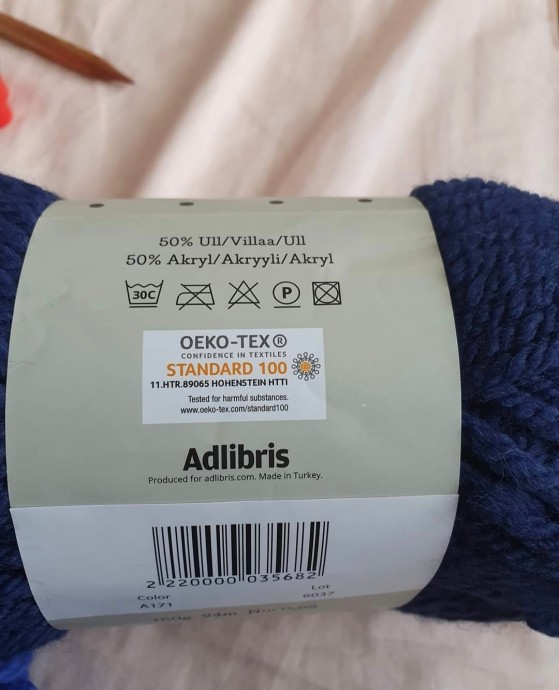 50% Ull/Villaa/Ull
50% Akryl/Akryyli/Akryl
30C P
OEKO-TEX®
CONFIDENCE IN TEXTILES
STANDARD 100
11.HTR.89065 HOHENSTEIN HTTI
Tested for harmful substances.
www.oeko-tex.com/standard100
Adlibris
Produced for adlibris.com. Made in Turkey.
2 220000 035682
Color Lot
A171 6037
94m